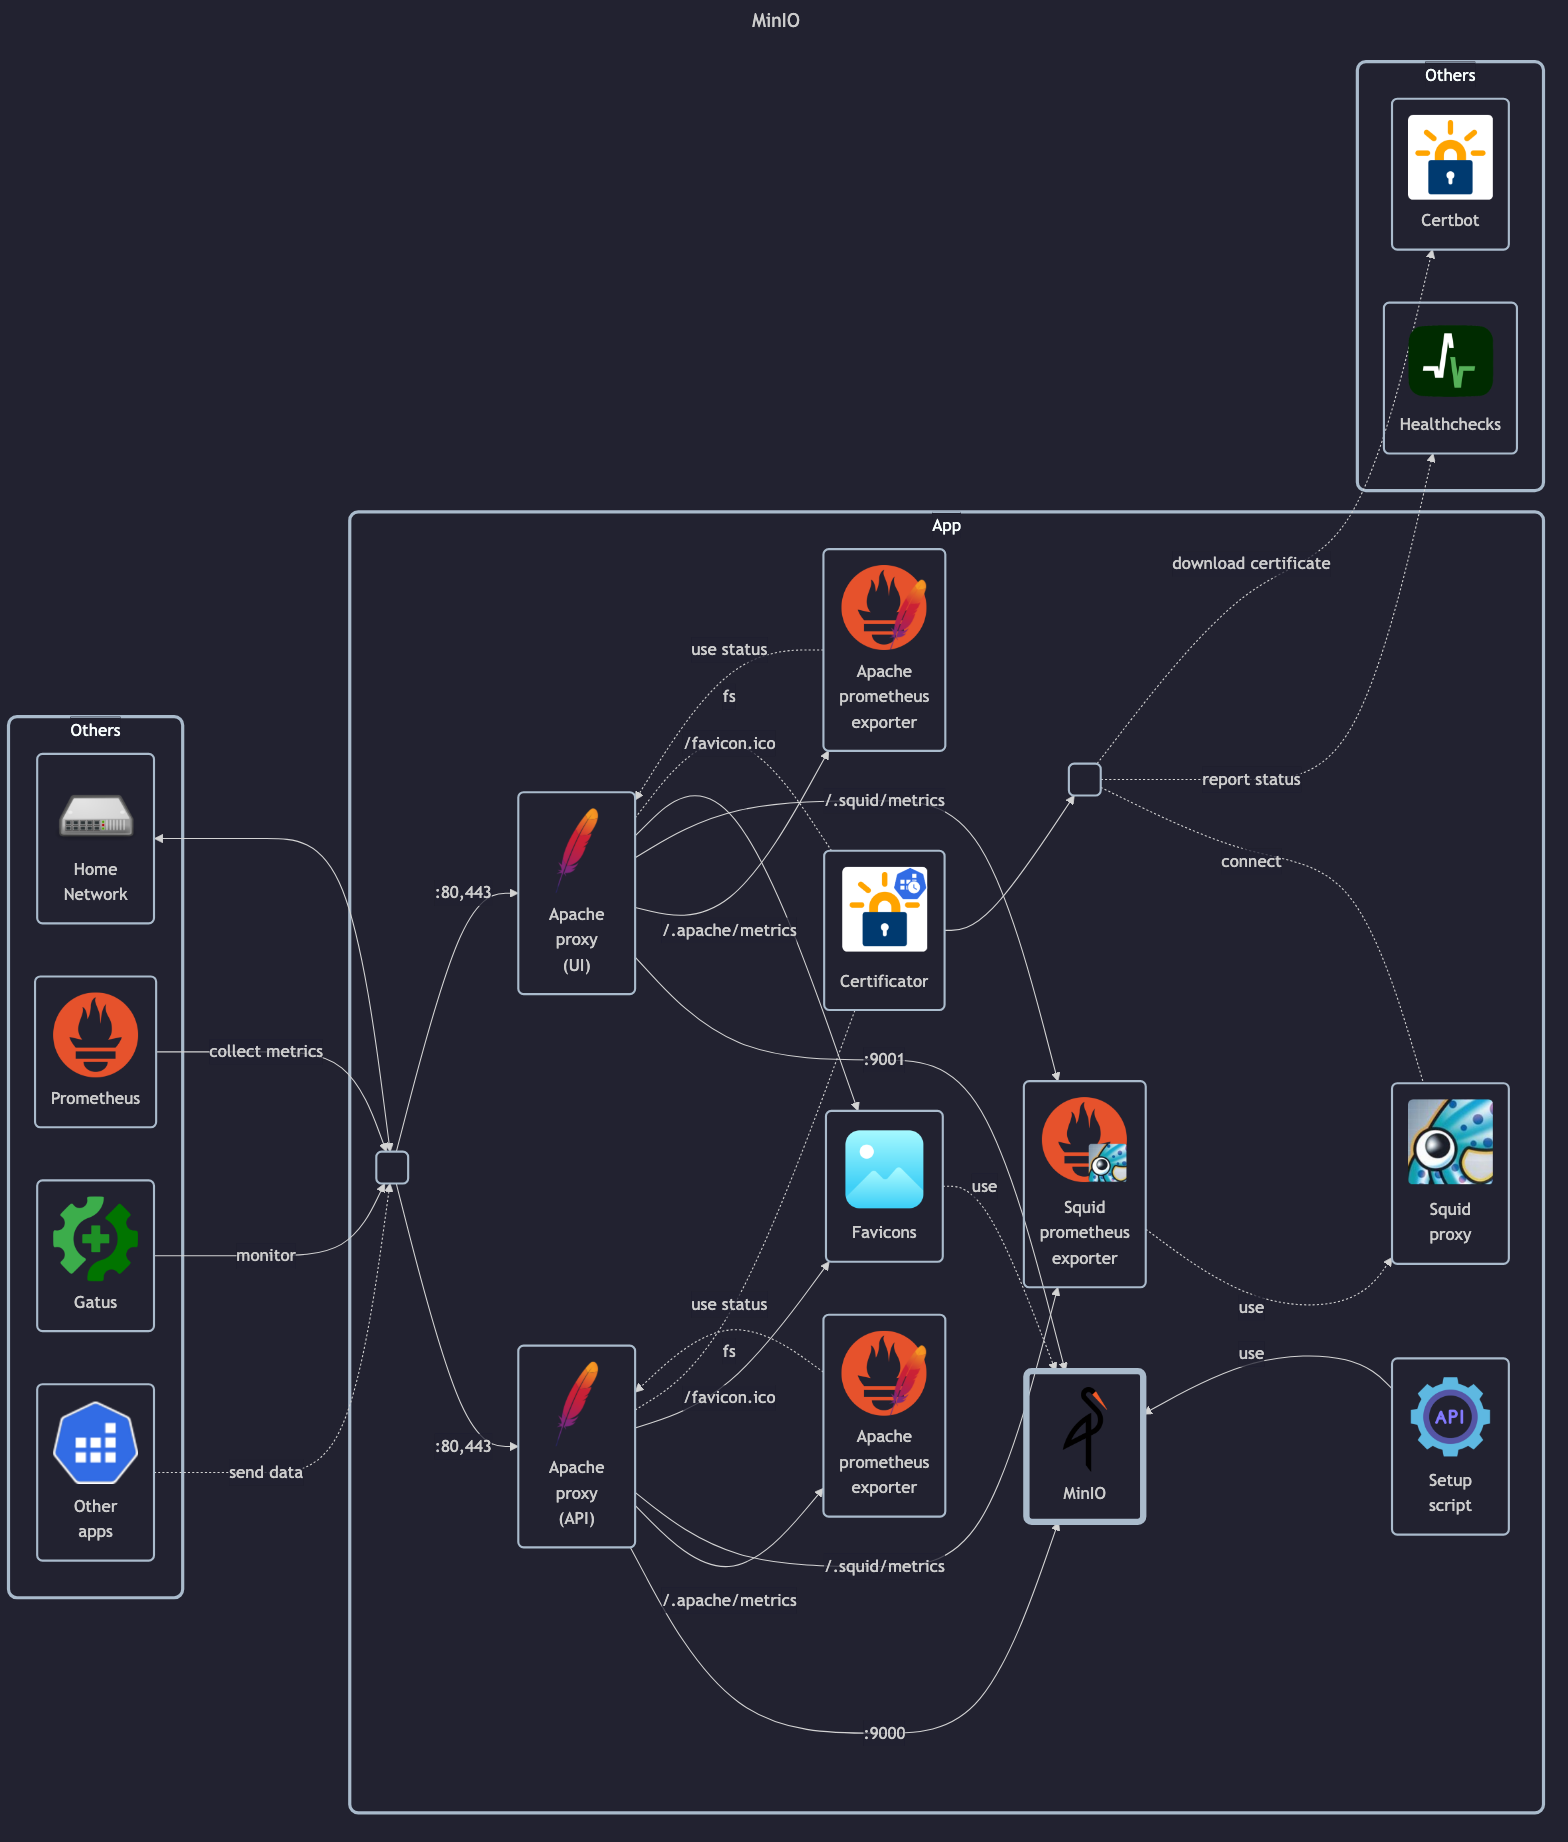 MinIO
Others
Certbot
Healthchecks
App
download certificate
use status
Apache
prometheus
exporter
fs
/favicon.ico
Others
report status
/.squid/metrics
connect
Home
Network
:80,443
Apache
proxy
(UI)
/.apache/metrics
Certificator
collect metrics
:9001
Prometheus
Squid
prometheus
exporter
Squid
proxy
use
Favicons
monitor
Gatus
use status
use
fs
use
/favicon.ico
:80,443
Apache
prometheus
exporter
API
send data
Apache
proxy
(API)
MinIO
Setup
script
Other
apps
/.squid/metrics
/.apache/metrics
:9000